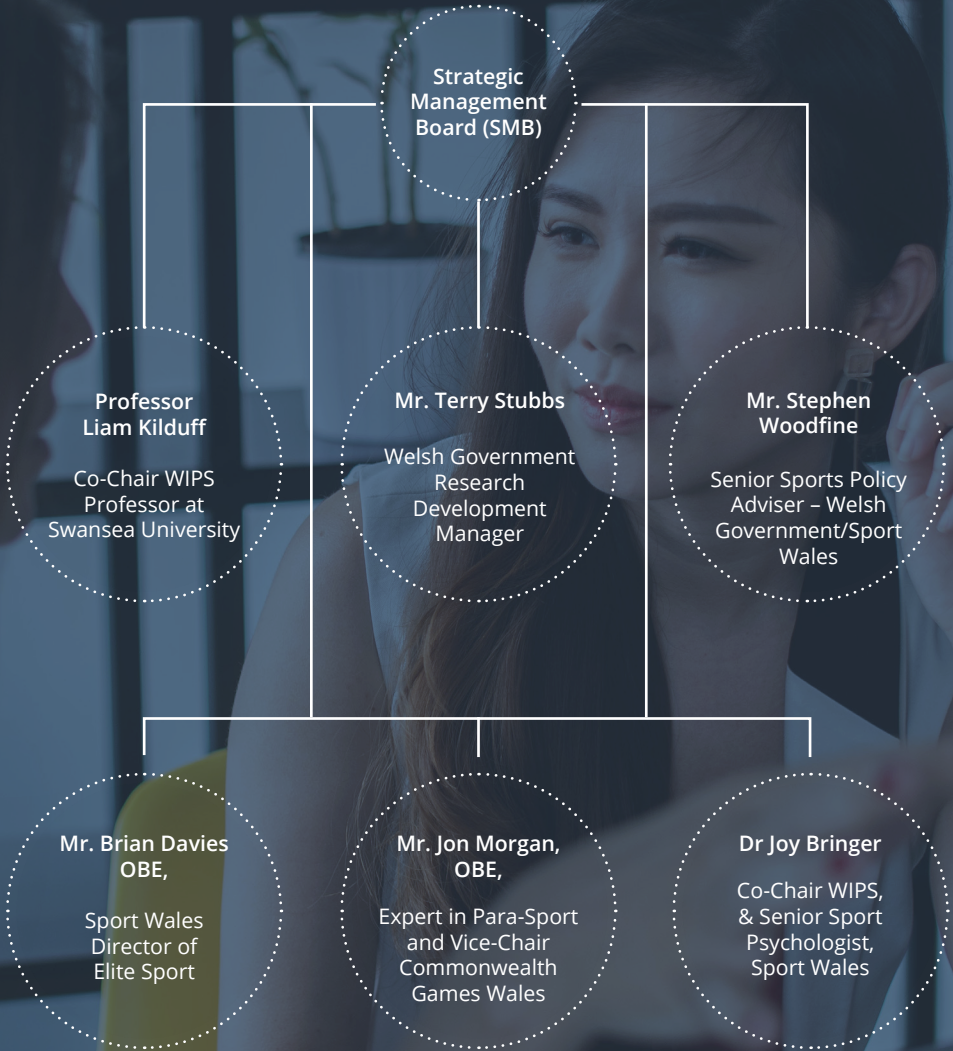 Strategic
Management
Board (SMB)
Professor
Liam Kilduff
Co-Chair WIPS
Professor at
Swansea University
Mr. Terry Stubbs
Welsh Government
Research
Development
Manager
Mr. Stephen
Woodfine
Senior Sports Policy
Adviser – Welsh
Government/Sport
Wales
Mr. Brian Davies
OBE,
Sport Wales
Director of
Elite Sport
Mr. Jon Morgan,
OBE,
Expert in Para-Sport
and Vice-Chair
Commonwealth
Games Wales
Dr Joy Bringer
Co-Chair WIPS,
& Senior Sport
Psychologist,
Sport Wales